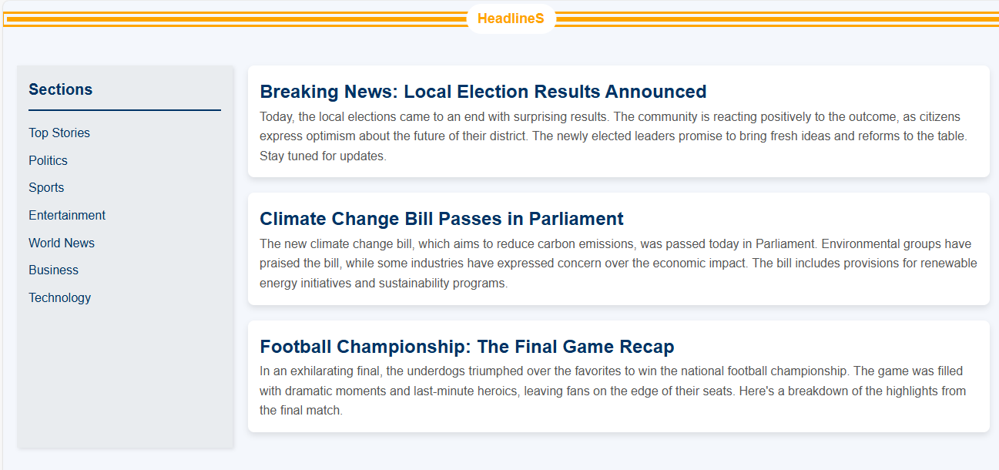 HeadlineS
Sections
Top Stories
Politics
Sports
Entertainment
World News
Business
Technology
Breaking News: Local Election Results Announced
Today, the local elections came to an end with surprising results. The community is reacting positively to the outcome, as citizens
express optimism about the future of their district. The newly elected leaders promise to bring fresh ideas and reforms to the table.
Stay tuned for updates.
Climate Change Bill Passes in Parliament
The new climate change bill, which aims to reduce carbon emissions, was passed today in Parliament. Environmental groups have
praised the bill, while some industries have expressed concern over the economic impact. The bill includes provisions for renewable
energy initiatives and sustainability programs.
Football Championship: The Final Game Recap
In an exhilarating final, the underdogs triumphed over the favorites to win the national football championship. The game was filled
with dramatic moments and last-minute heroics, leaving fans on the edge of their seats. Here's a breakdown of the highlights from
the final match.